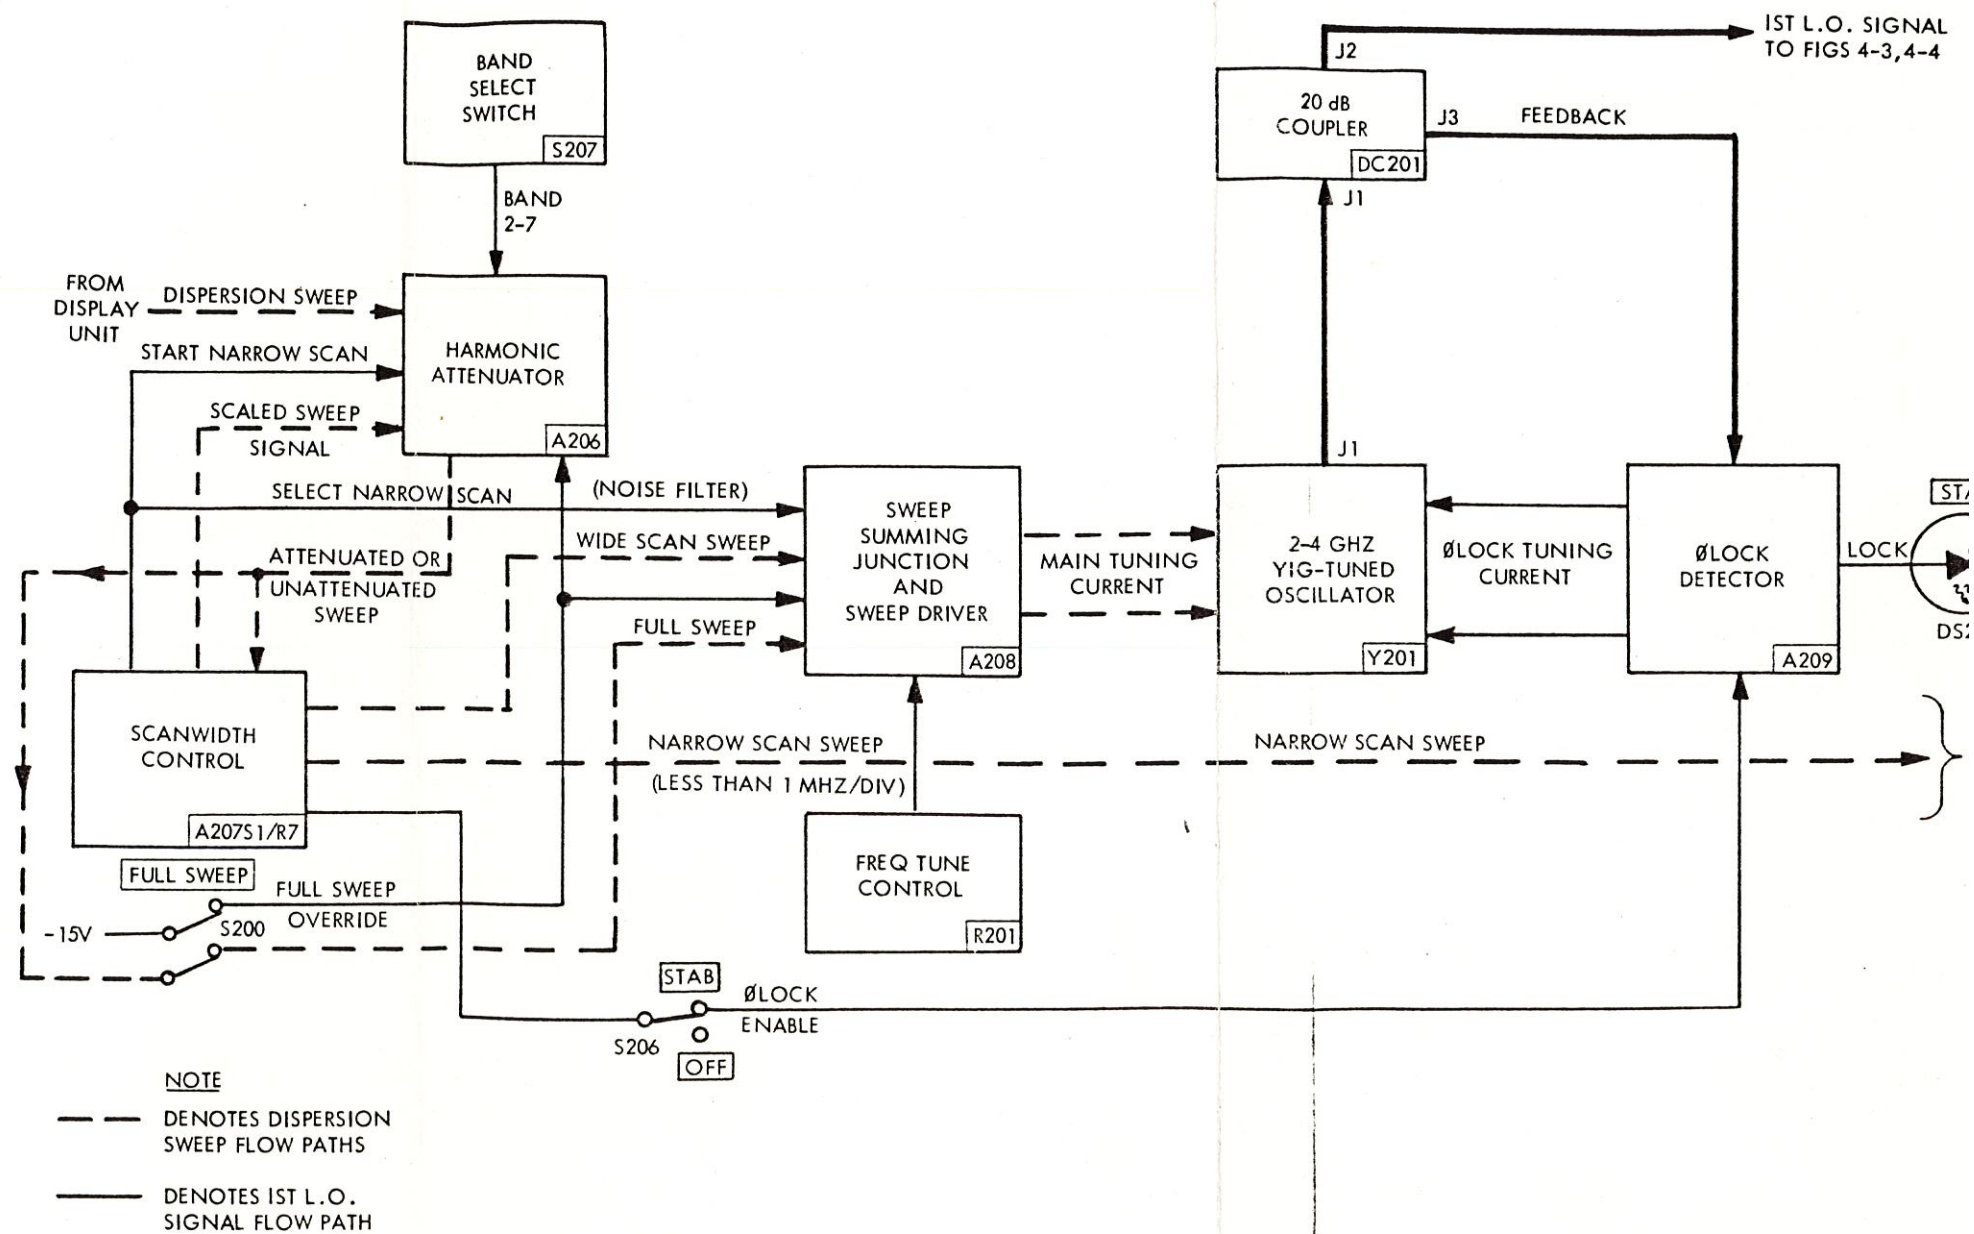 BAND
SELECT
SWITCH
S207
BAND
2-7
J2
IST L.O. SIGNAL
TO FIGS 4-3,4-4
20 dB
COUPLER
DC201
J3
FEEDBACK
J1
FROM
DISPLAY
UNIT
DISPERSION SWEEP
START NARROW SCAN
SCALED SWEEP
SIGNAL
HARMONIC
ATTENUATOR
A206
SELECT NARROW SCAN
(NOISE FILTER)
WIDE SCAN SWEEP
ATTENUATED OR
UNATTENUATED
SWEEP
FULL SWEEP
SWEEP
SUMMING
JUNCTION
AND
SWEEP DRIVER
A208
MAIN TUNING
CURRENT
J1
2-4 GHZ
YIG-TUNED
OSCILLATOR
Y201
ØLOCK TUNING
CURRENT
ØLOCK
DETECTOR
A209
LOCK
SCANWIDTH
CONTROL
A207S1/R7
NARROW SCAN SWEEP
(LESS THAN 1 MHZ/DIV)
NARROW SCAN SWEEP
FULL SWEEP
FULL SWEEP
OVERRIDE
-15V
S200
FREQ TUNE
CONTROL
R201
STAB
ØLOCK
ENABLE
S206
OFF
NOTE
DENOTES DISPERSION
SWEEP FLOW PATHS
DENOTES IST L.O.
SIGNAL FLOW PATH